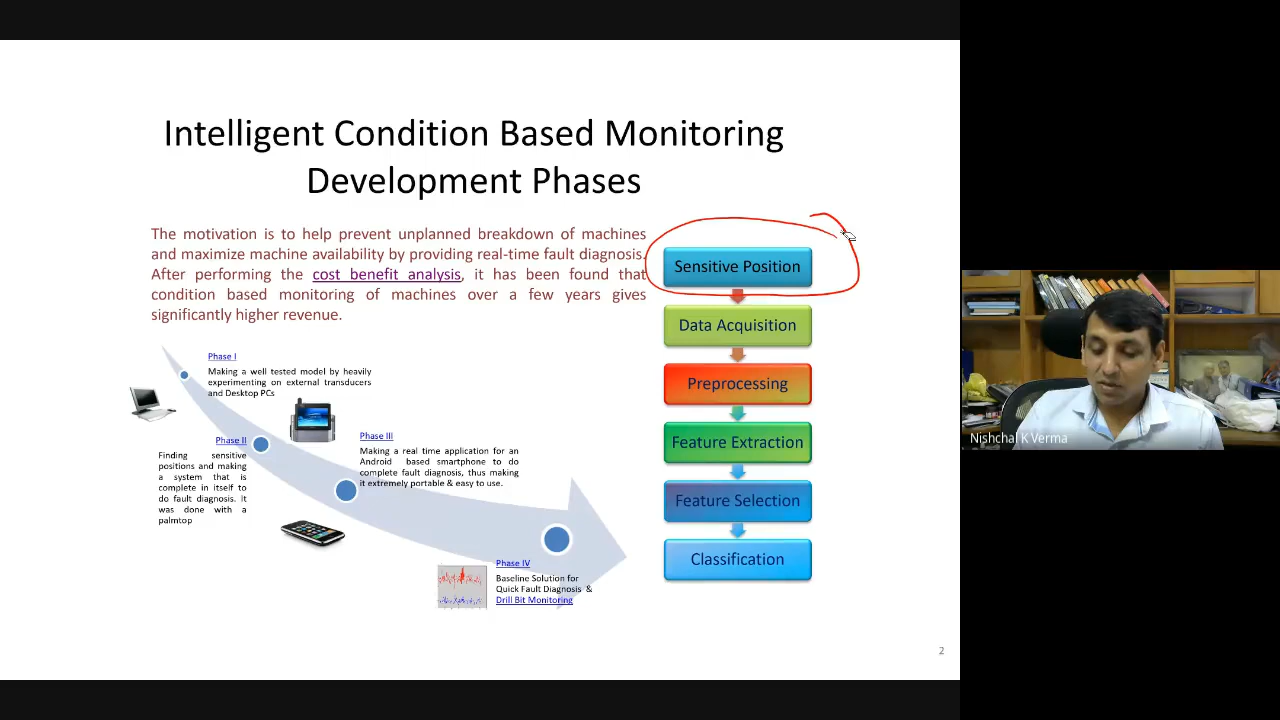 Intelligent Condition Based Monitoring
Development Phases
The motivation is to help prevent unplanned breakdown of machines
and maximize machine availability by providing real-time fault diagnosis.
After performing the cost benefit analysis, it has been found that
condition based monitoring of machines over a few years gives
significantly higher revenue.
Phase I
Making a well tested model by heavily
experimenting on external transducers
and Desktop PCs
Phase II
Finding sensitive
positions and making
a system that is
complete in itself to
do fault diagnosis. It
was done with a
palmtop
Phase III
Making a real time application for an
Android based smartphone to do
complete fault diagnosis, thus making
it extremely portable & easy to use.
Phase IV
Baseline Solution for
Quick Fault Diagnosis &
Drill Bit Monitoring
Sensitive Position
Data Acquisition
Preprocessing
Feature Extraction
Feature Selection
Classification
2
Nishchal K Verma